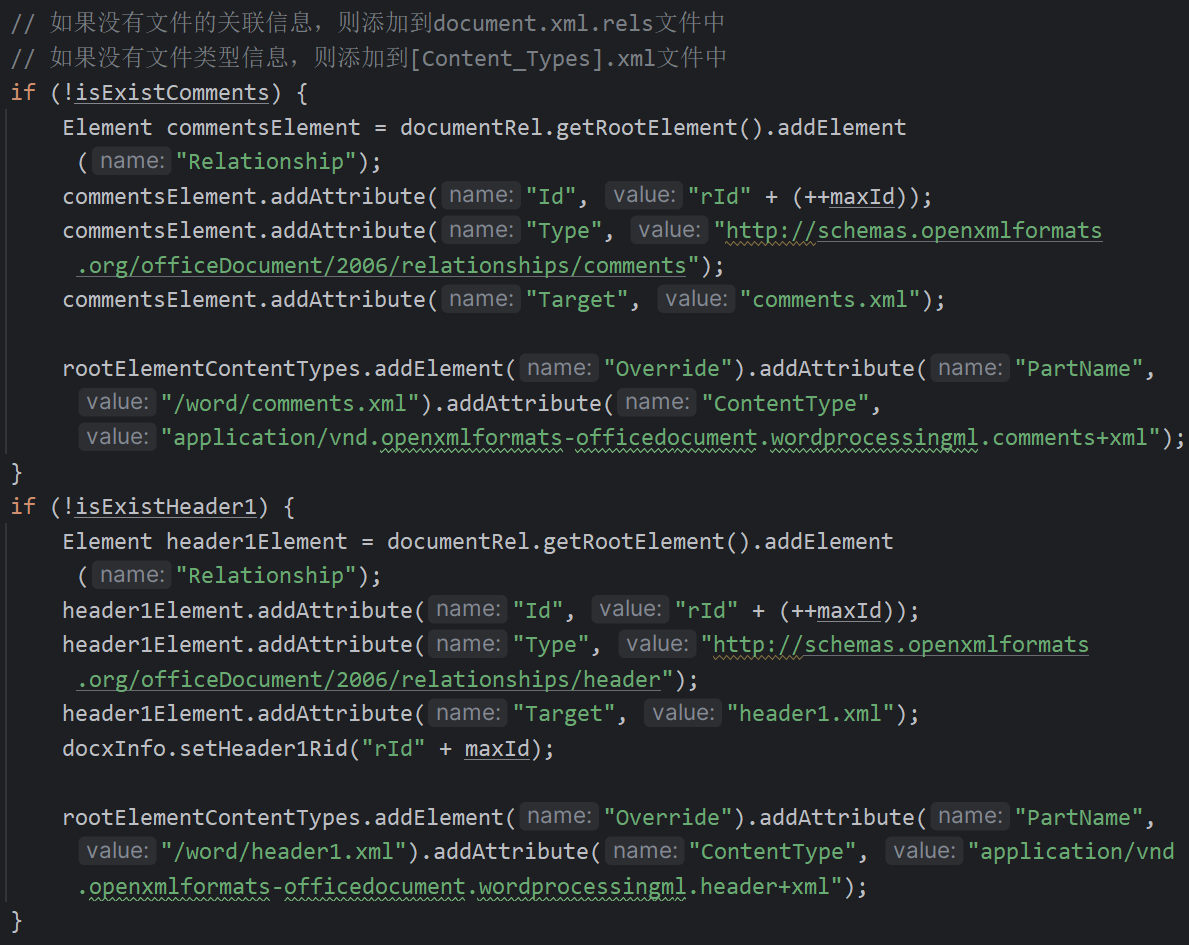 // 如果没有文件的关联信息，则添加到document.xml.rels文件中
// 如果没有文件类型信息，则添加到[Content_Types].xml文件中
if (!isExistComments) {
Element commentsElement = documentRel.getRootElement().addElement
( name: "Relationship");
commentsElement.addAttribute( name: "Id", value: "rId" + (++maxId));
commentsElement.addAttribute( name: "Type", value: "http://schemas.openxmlformats
.org/officeDocument/2006/relationships/comments");
commentsElement.addAttribute( name: "Target", value: "comments.xml");
rootElementContentTypes.addElement( name: "Override").addAttribute( name: "PartName",
value: "/word/comments.xml").addAttribute( name: "ContentType",
value: "application/vnd.openxmlformats-officedocument.wordprocessingml.comments+xml");
}
if (!isExistHeader1) {
Element header1Element = documentRel.getRootElement().addElement
( name: "Relationship");
header1Element.addAttribute( name: "Id", value: "rId" + (++maxId));
header1Element.addAttribute( name: "Type", value: "http://schemas.openxmlformats
.org/officeDocument/2006/relationships/header");
header1Element.addAttribute( name: "Target", value: "header1.xml");
docxInfo.setHeader1Rid("rId" + maxId);
rootElementContentTypes.addElement( name: "Override").addAttribute( name: "PartName",
value: "/word/header1.xml").addAttribute( name: "ContentType", value: "application/vnd
.openxmlformats-officedocument.wordprocessingml.header+xml");
}